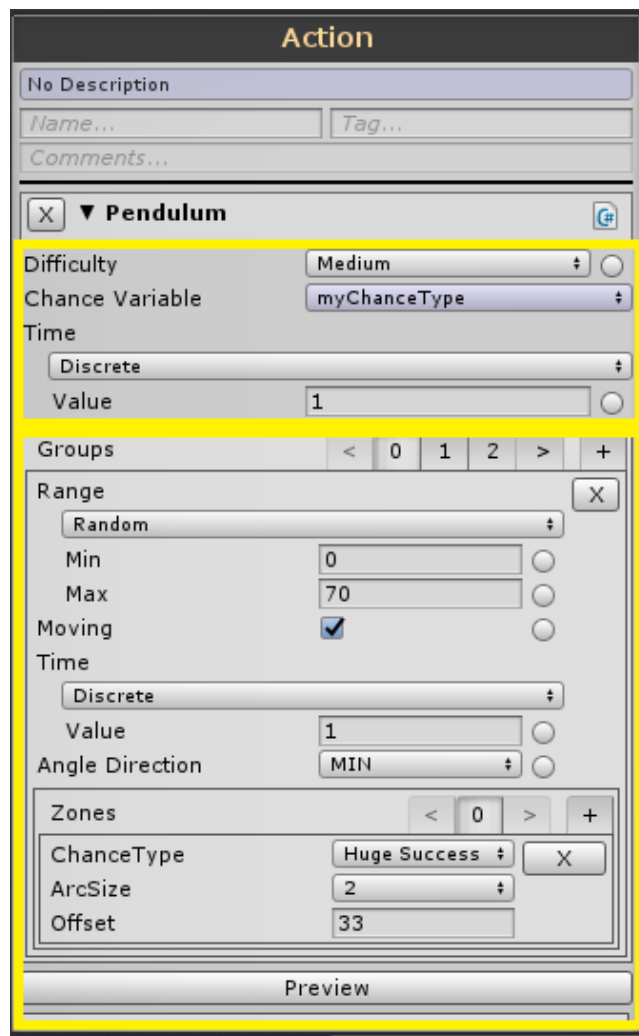 Action
No Description
Name... Tag...
Comments...
X ▼ Pendulum C#
Difficulty Medium
Chance Variable myChanceType
Time
Discrete
Value 1
Groups < 0 1 2 > +
Range X
Random
Min 0
Max 70
Moving
Time
Discrete
Value 1
Angle Direction MIN
Zones < 0 > +
ChanceType Huge Success X
ArcSize 2
Offset 33
Preview